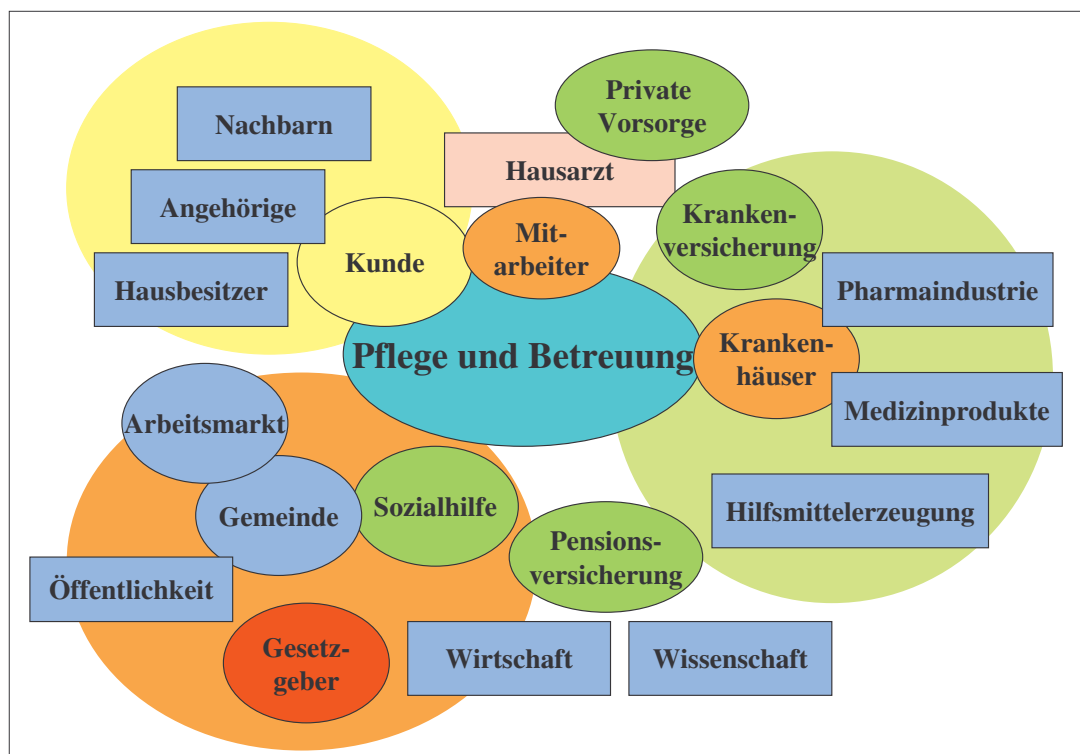 Private
Vorsorge
Nachbarn
Hausarzt
Angehörige
Kranken-
versicherung
Mit-
arbeiter
Kunde
Hausbesitzer
Pharmaindustrie
Pflege und Betreuung
Kranken-
häuser
Medizinprodukte
Arbeitsmarkt
Sozialhilfe
Gemeinde
Hilfsmittelerzeugung
Pensions-
versicherung
Öffentlichkeit
Gesetz-
geber
Wirtschaft
Wissenschaft